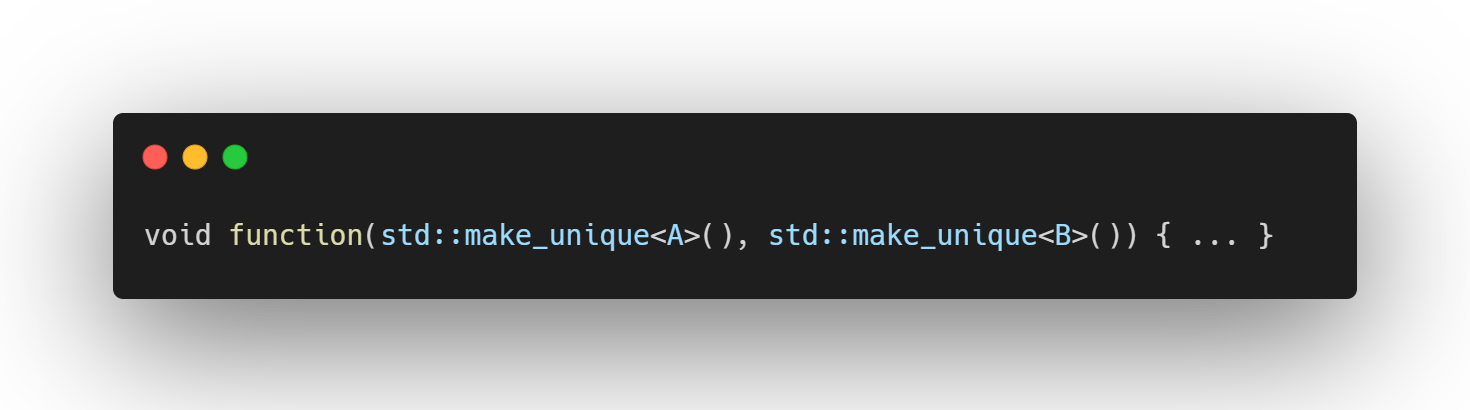 void function(std::make_unique<A>(), std::make_unique<B>()) { ... }